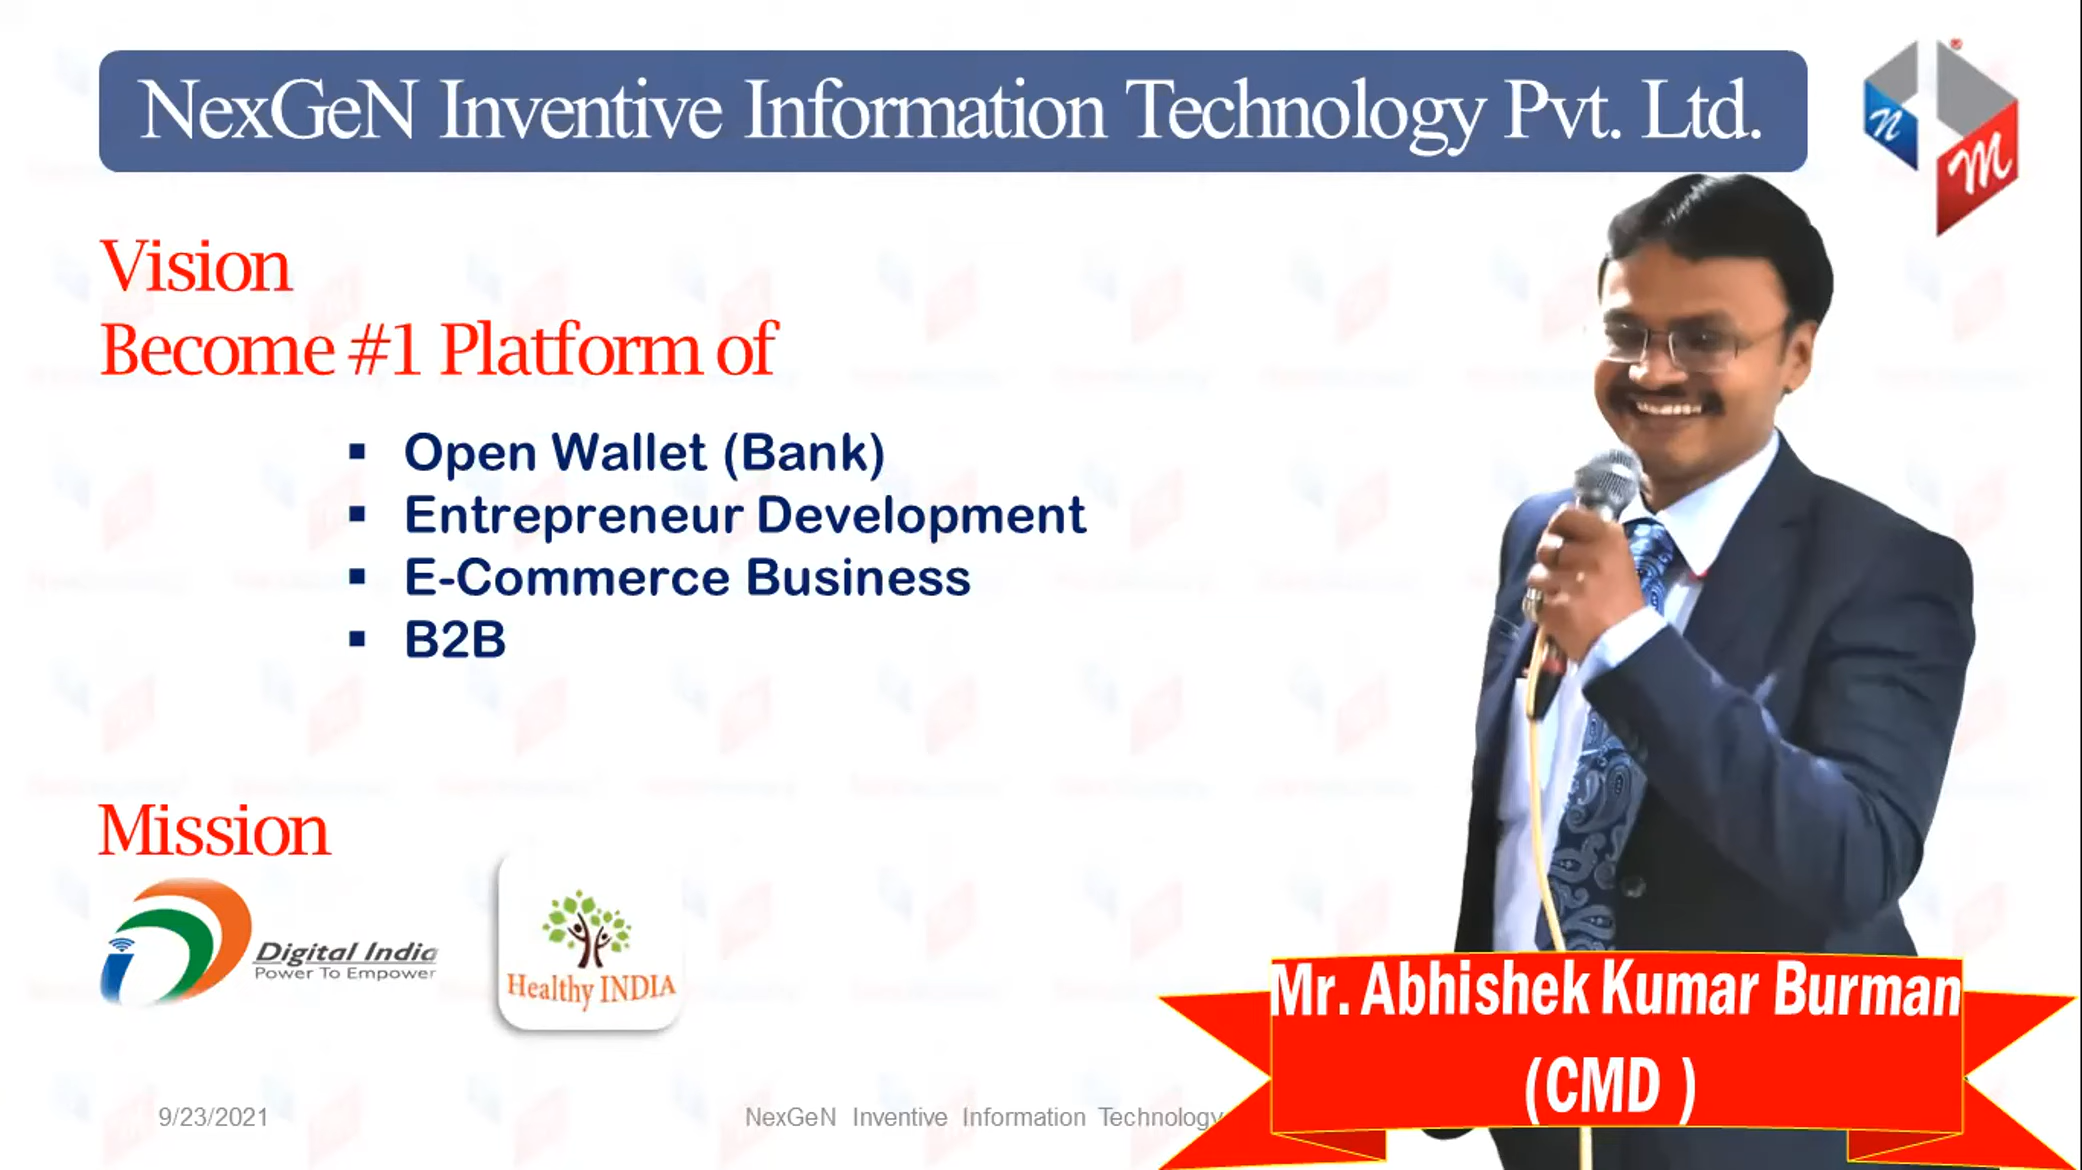 NexGeN Inventive Information Technology Pvt. Ltd.
n
m
Vision
Become #1 Platform of
▪ Open Wallet (Bank)
▪ Entrepreneur Development
▪ E-Commerce Business
▪ B2B
Mission
Digital India
Power To Empower
Healthy INDIA
Mr. Abhishek Kumar Burman
(CMD )
9/23/2021
NexGeN Inventive Information Technology